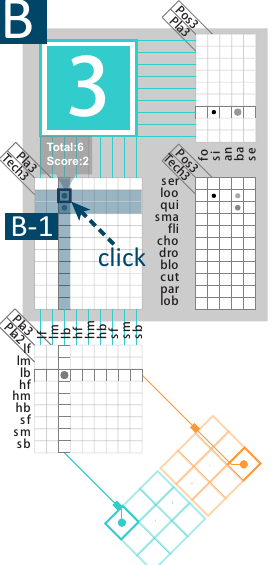 B
Pos3
Pla3
3
Total:6
Score:2
fo
si
an
ba
se
Pla3
Tech3
Pos3
Tech3
ser
loo
qui
sma
fli
cho
dro
blo
cut
par
lob
B-1
click
Pla3
Pla2
lf
lm
lb
hf
hm
hb
sf
sm
sb
lf
lm
lb
hf
hm
hb
sf
sm
sb